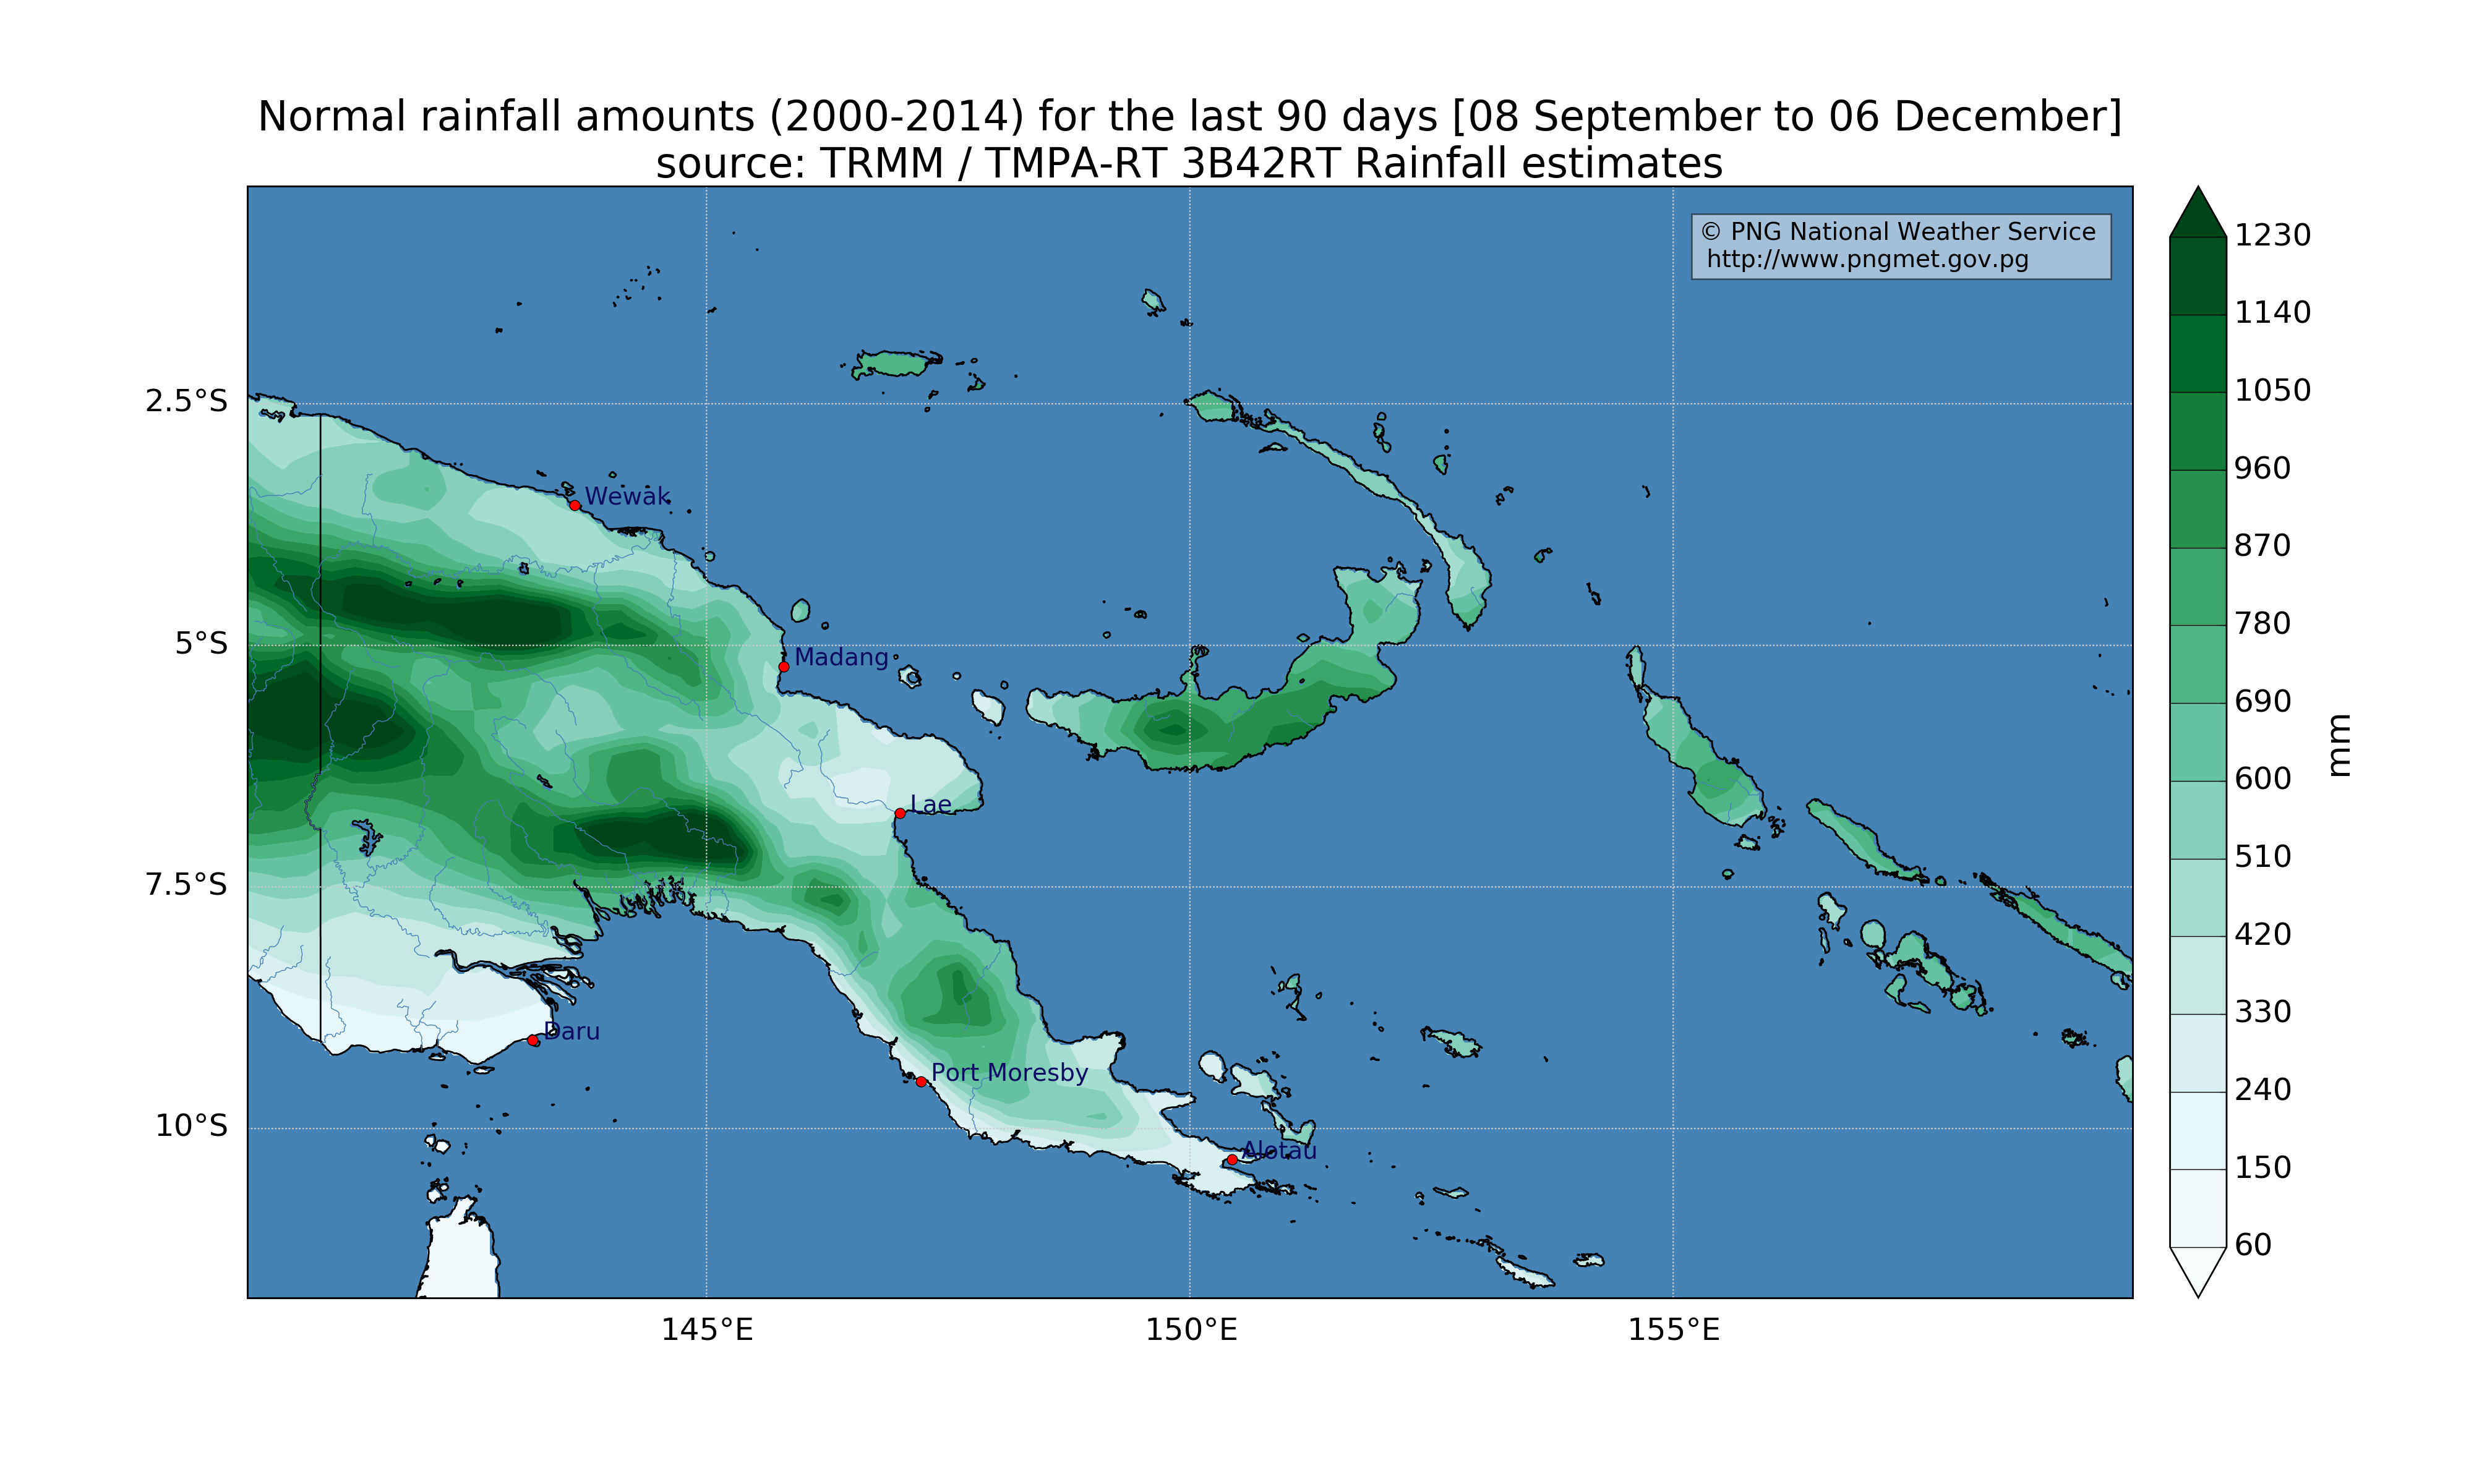 Normal rainfall amounts (2000-2014) for the last 90 days [08 September to 06 December]
source: TRMM / TMPA-RT 3B42RT Rainfall estimates
© PNG National Weather Service
http://www.pngmet.gov.pg
2.5°S
5°S
7.5°S
10°S
145°E
150°E
155°E
Wewak
Madang
Lae
Daru
Port Moresby
Alotau
1230
1140
1050
960
870
780
690
600
510
420
330
240
150
60
mm